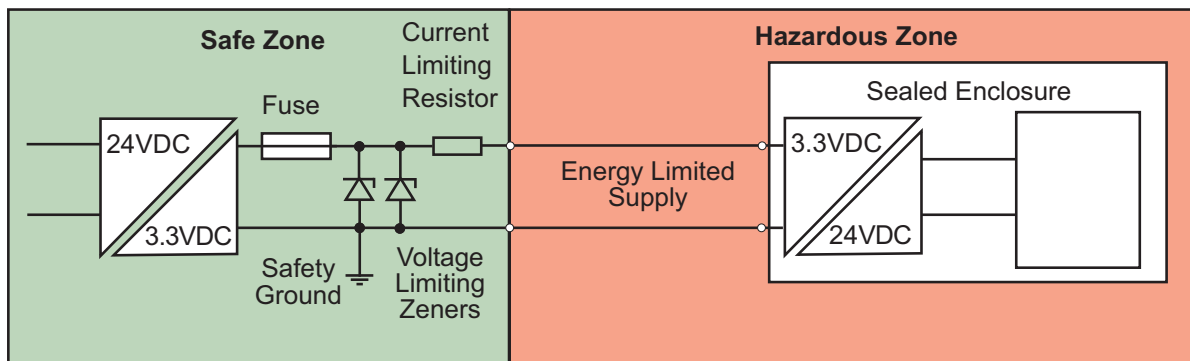 Safe Zone
Current
Limiting
Resistor
Fuse
24VDC
3.3VDC
Safety
Ground
Voltage
Limiting
Zeners
Hazardous Zone
Sealed Enclosure
Energy Limited
Supply
3.3VDC
24VDC